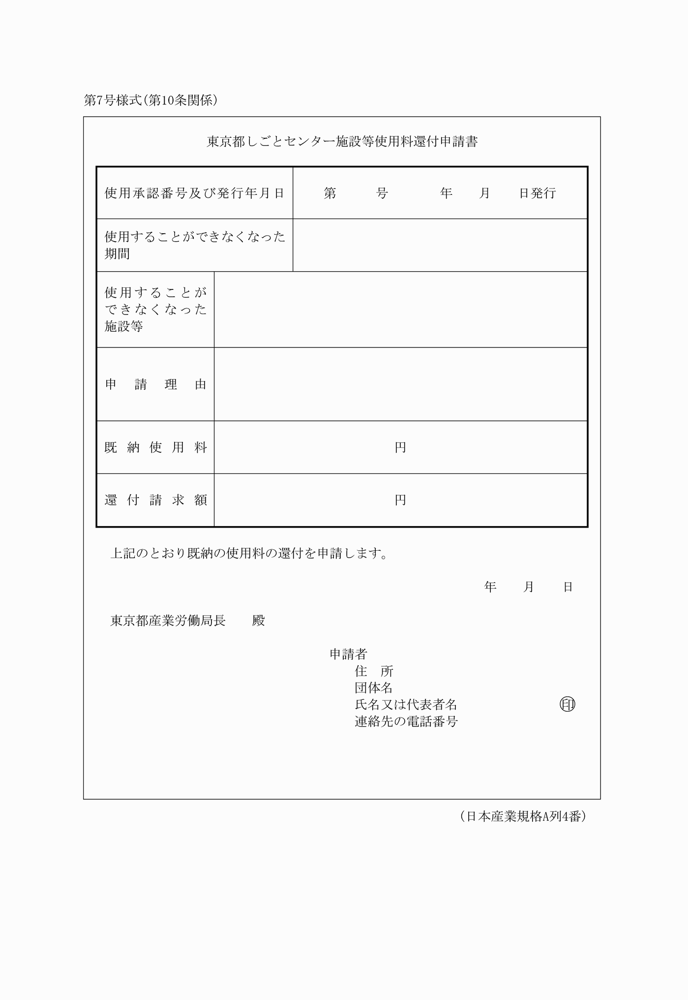 第7号様式(第10条関係)
東京都しごとセンター施設等使用料還付申請書
使用承認番号及び発行年月日
第　　　号　　　　年　　月　　日発行
使用することができなくなった
期間
使用することが
できなくなった
施設等
申請理由
既納使用料
円
還付請求額
円
上記のとおり既納の使用料の還付を申請します。
年　　月　　日
東京都産業労働局長　　殿
申請者
住　所
団体名
氏名又は代表者名　　　　　　　　㊞
連絡先の電話番号
(日本産業規格A列4番)